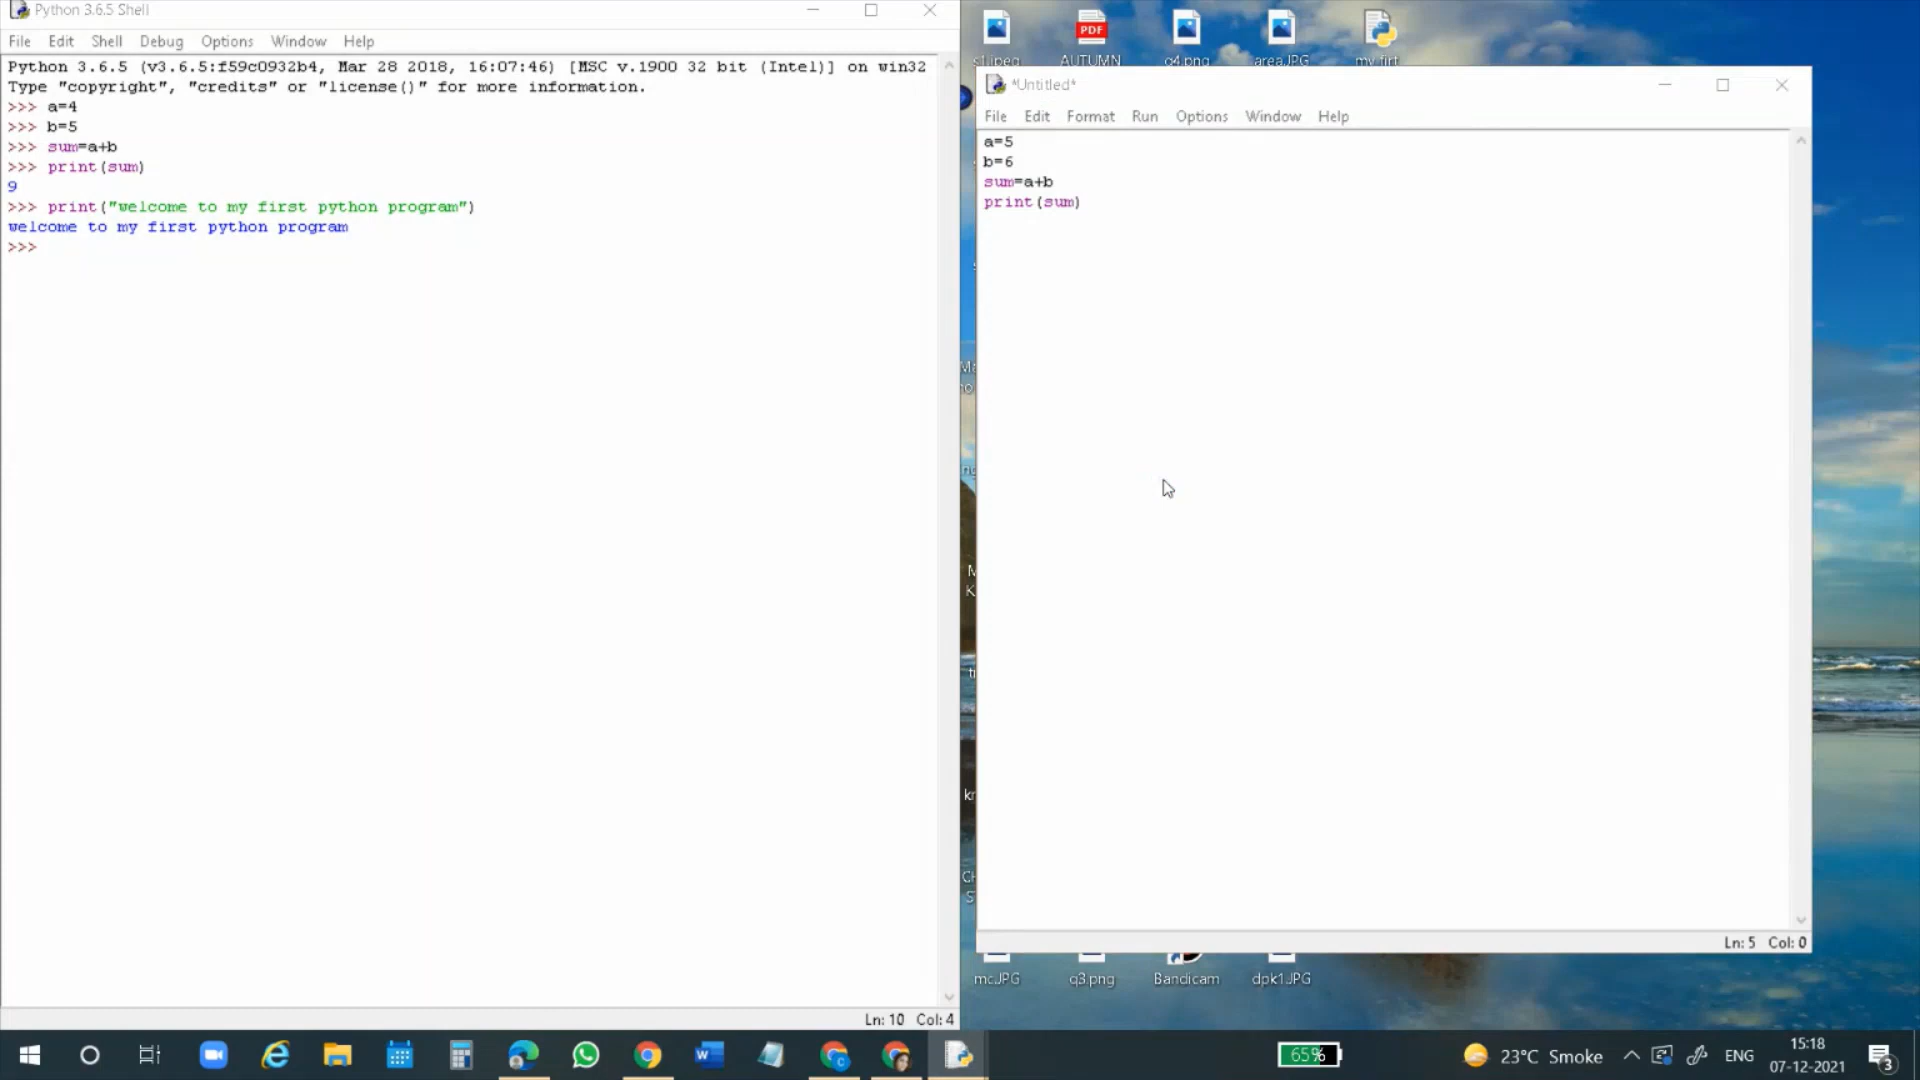 Python 3.6.5 Shell
File Edit Shell Debug Options Window Help
Python 3.6.5 (v3.6.5:f59c0932b4, Mar 28 2018, 16:07:46) [MSC v.1900 32 bit (Intel)] on win32
Type "copyright", "credits" or "license()" for more information.
>>> a=4
>>> b=5
>>> sum=a+b
>>> print(sum)
9
>>> print("welcome to my first python program")
welcome to my first python program
>>>
Ln: 10 Col: 4
s1.jpeg AUTUMN q4.png area.JPG my firt
*Untitled*
File Edit Format Run Options Window Help
a=5
b=6
sum=a+b
print(sum)
Ln: 5 Col: 0
mc.JPG q3.png Bandicam dpk1.JPG
65% 23°C Smoke ENG 15:18
07-12-2021
3